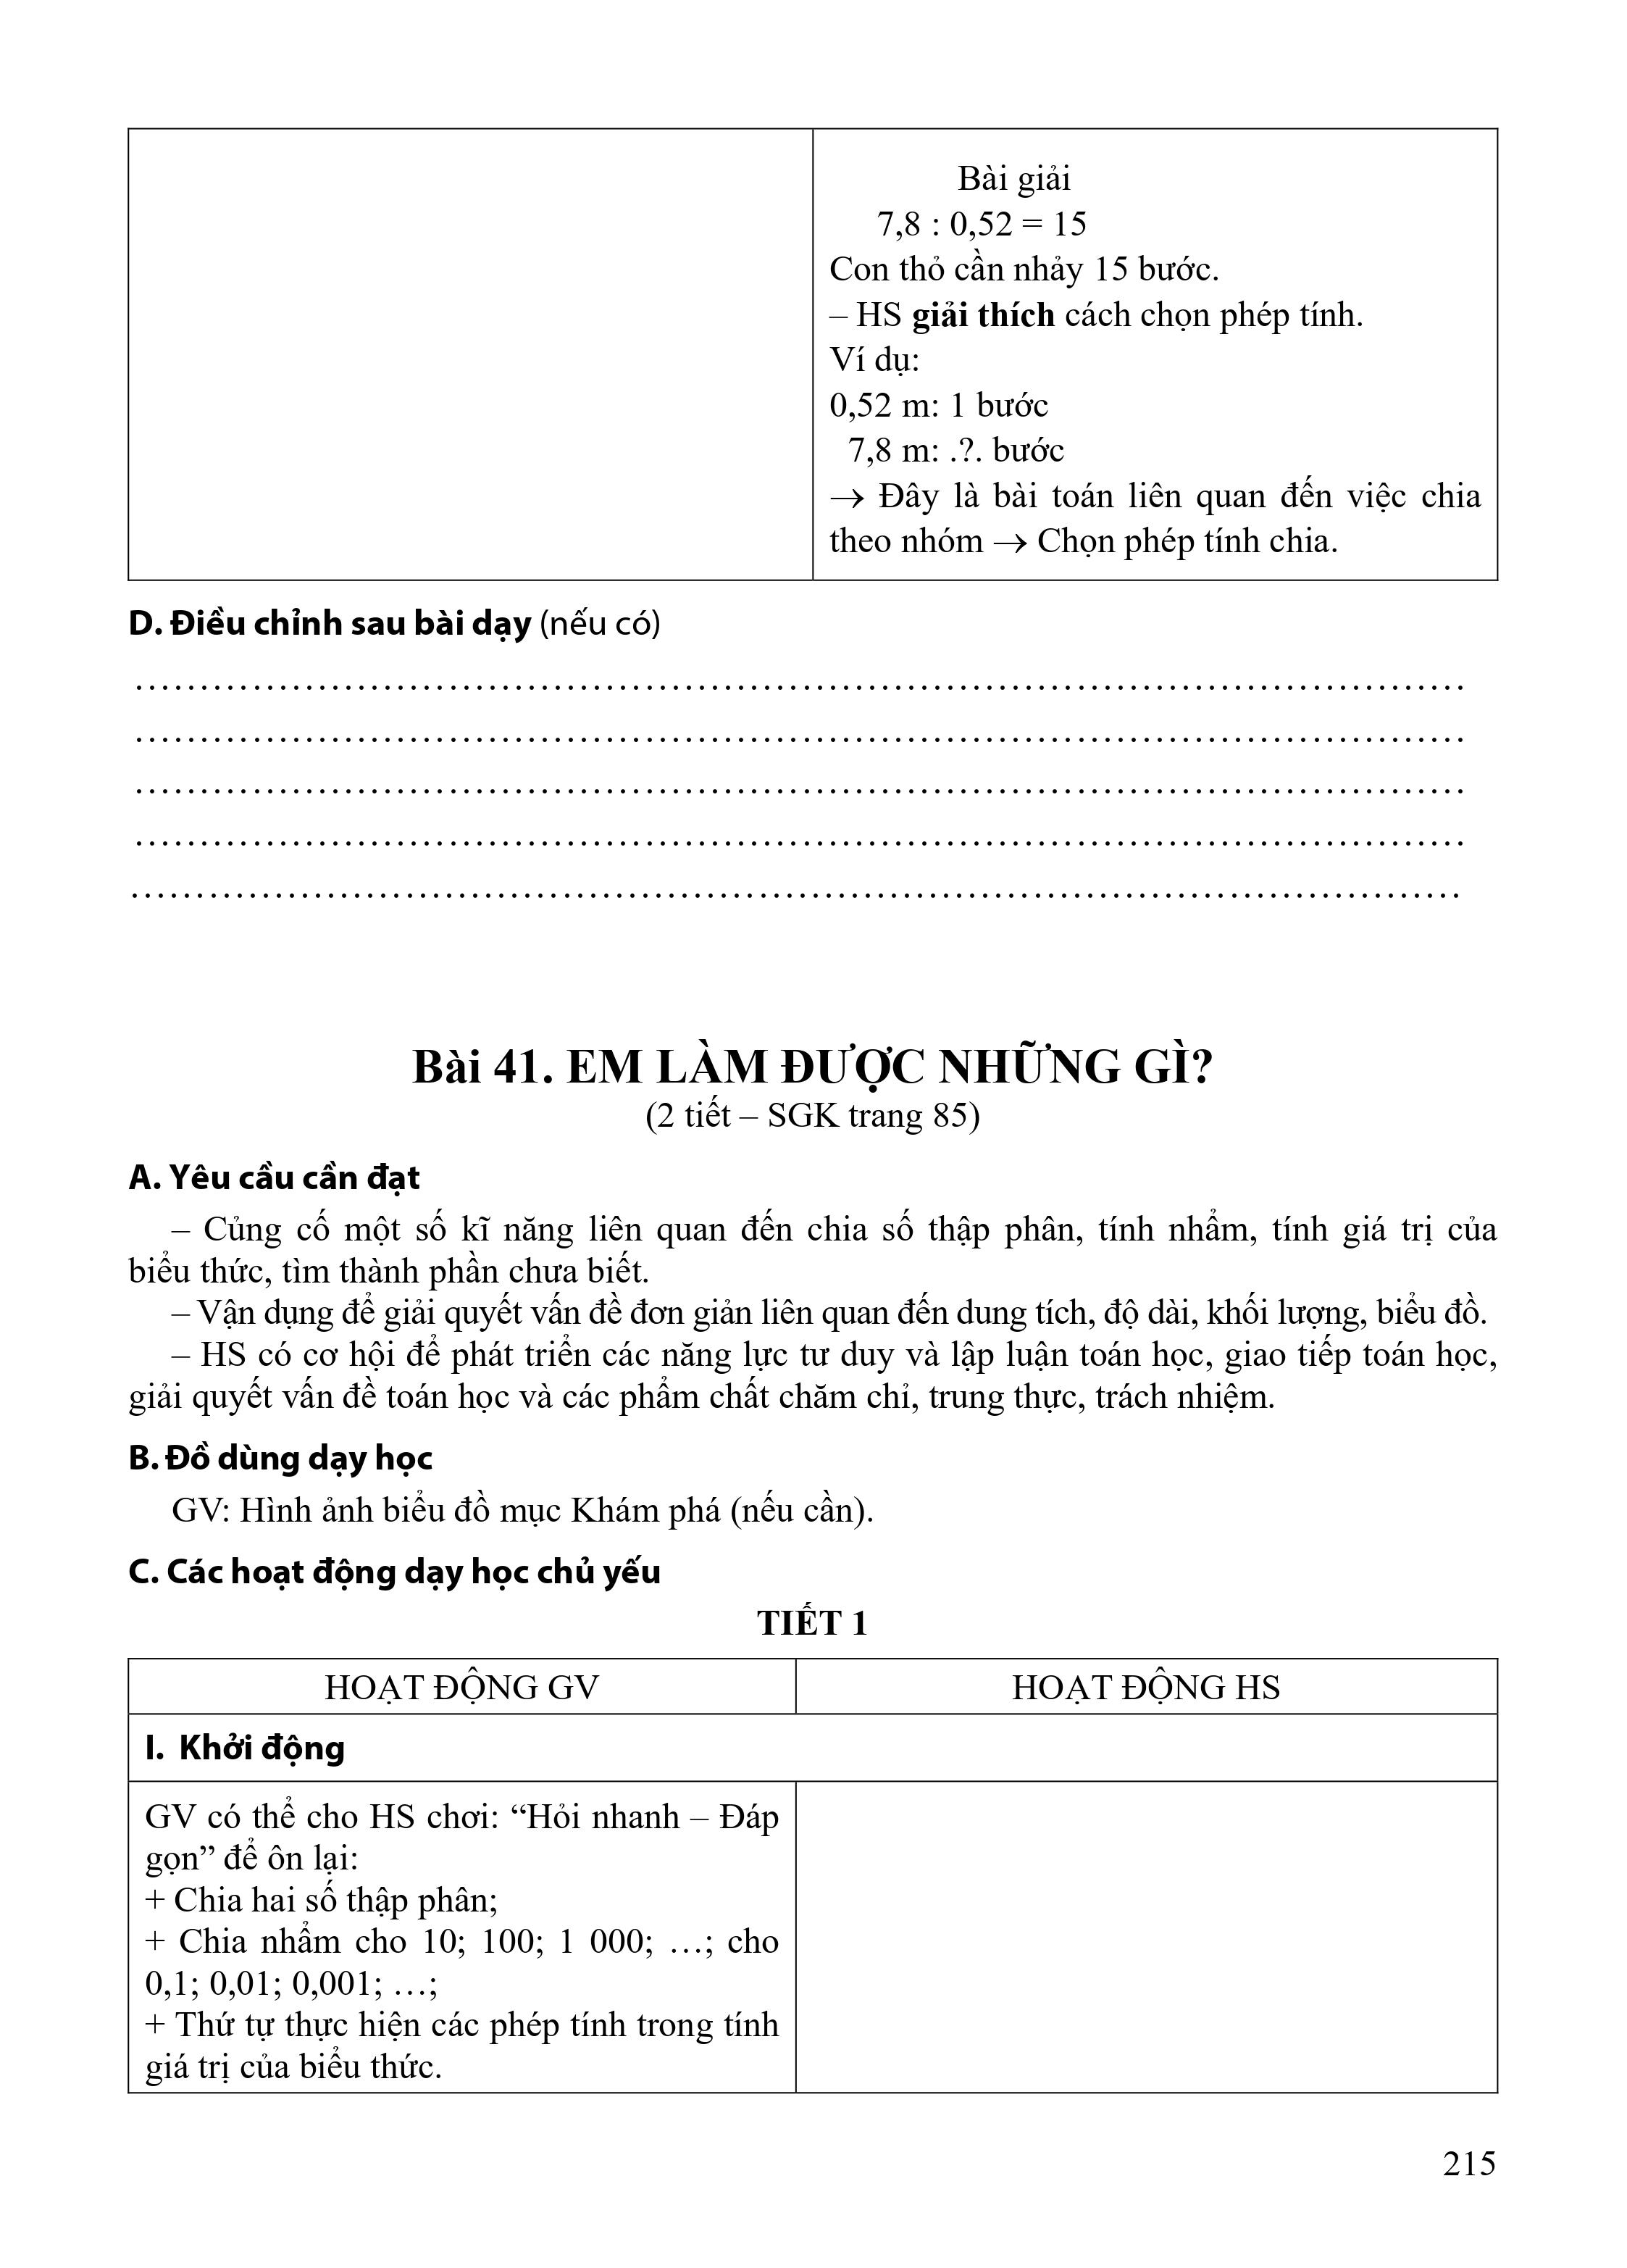 Bài giải
7,8 : 0,52 = 15
Con thỏ cần nhảy 15 bước.
– HS giải thích cách chọn phép tính.
Ví dụ:
0,52 m: 1 bước
7,8 m: .?. bước
→ Đây là bài toán liên quan đến việc chia
theo nhóm → Chọn phép tính chia.
D. Điều chỉnh sau bài dạy (nếu có)
……………………………………………………………………………………
……………………………………………………………………………………
……………………………………………………………………………………
……………………………………………………………………………………
……………………………………………………………………………………
Bài 41. EM LÀM ĐƯỢC NHỮNG GÌ?
(2 tiết – SGK trang 85)
A. Yêu cầu cần đạt
– Củng cố một số kĩ năng liên quan đến chia số thập phân, tính nhẩm, tính giá trị của
biểu thức, tìm thành phần chưa biết.
– Vận dụng để giải quyết vấn đề đơn giản liên quan đến dung tích, độ dài, khối lượng, biểu đồ.
– HS có cơ hội để phát triển các năng lực tư duy và lập luận toán học, giao tiếp toán học,
giải quyết vấn đề toán học và các phẩm chất chăm chỉ, trung thực, trách nhiệm.
B. Đồ dùng dạy học
GV: Hình ảnh biểu đồ mục Khám phá (nếu cần).
C. Các hoạt động dạy học chủ yếu
TIẾT 1
HOẠT ĐỘNG GV
HOẠT ĐỘNG HS
I. Khởi động
GV có thể cho HS chơi: “Hỏi nhanh – Đáp
gọn” để ôn lại:
+ Chia hai số thập phân;
+ Chia nhẩm cho 10; 100; 1 000; …; cho
0,1; 0,01; 0,001; …;
+ Thứ tự thực hiện các phép tính trong tính
giá trị của biểu thức.
215